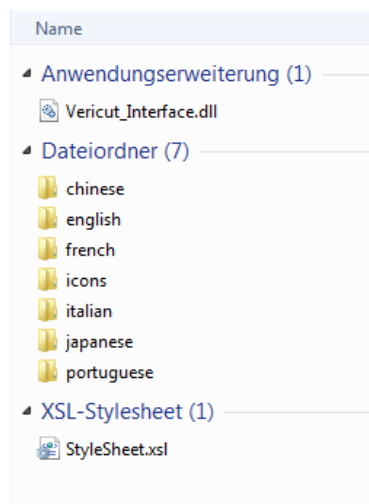 Name
Anwendungserweiterung (1)
Vericut_Interface.dll
Dateiordner (7)
chinese
english
french
icons
italian
japanese
portuguese
XSL-Stylesheet (1)
StyleSheet.xsl